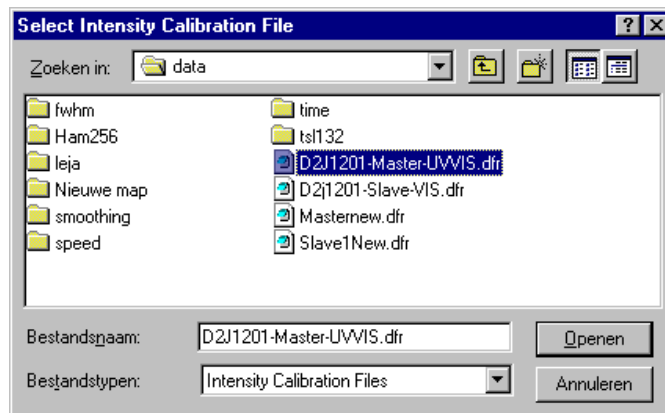 Select Intensity Calibration File
Zoeken in: data
fwhm
Ham256
leja
Nieuwe map
smoothing
speed
time
tsl132
D2J1201-Master-UVVIS.dfr
D2j1201-Slave-VIS.dfr
Masternew.dfr
Slave1New.dfr
Bestandsnaam: D2J1201-Master-UVVIS.dfr Openen
Bestandstypen: Intensity Calibration Files Annuleren